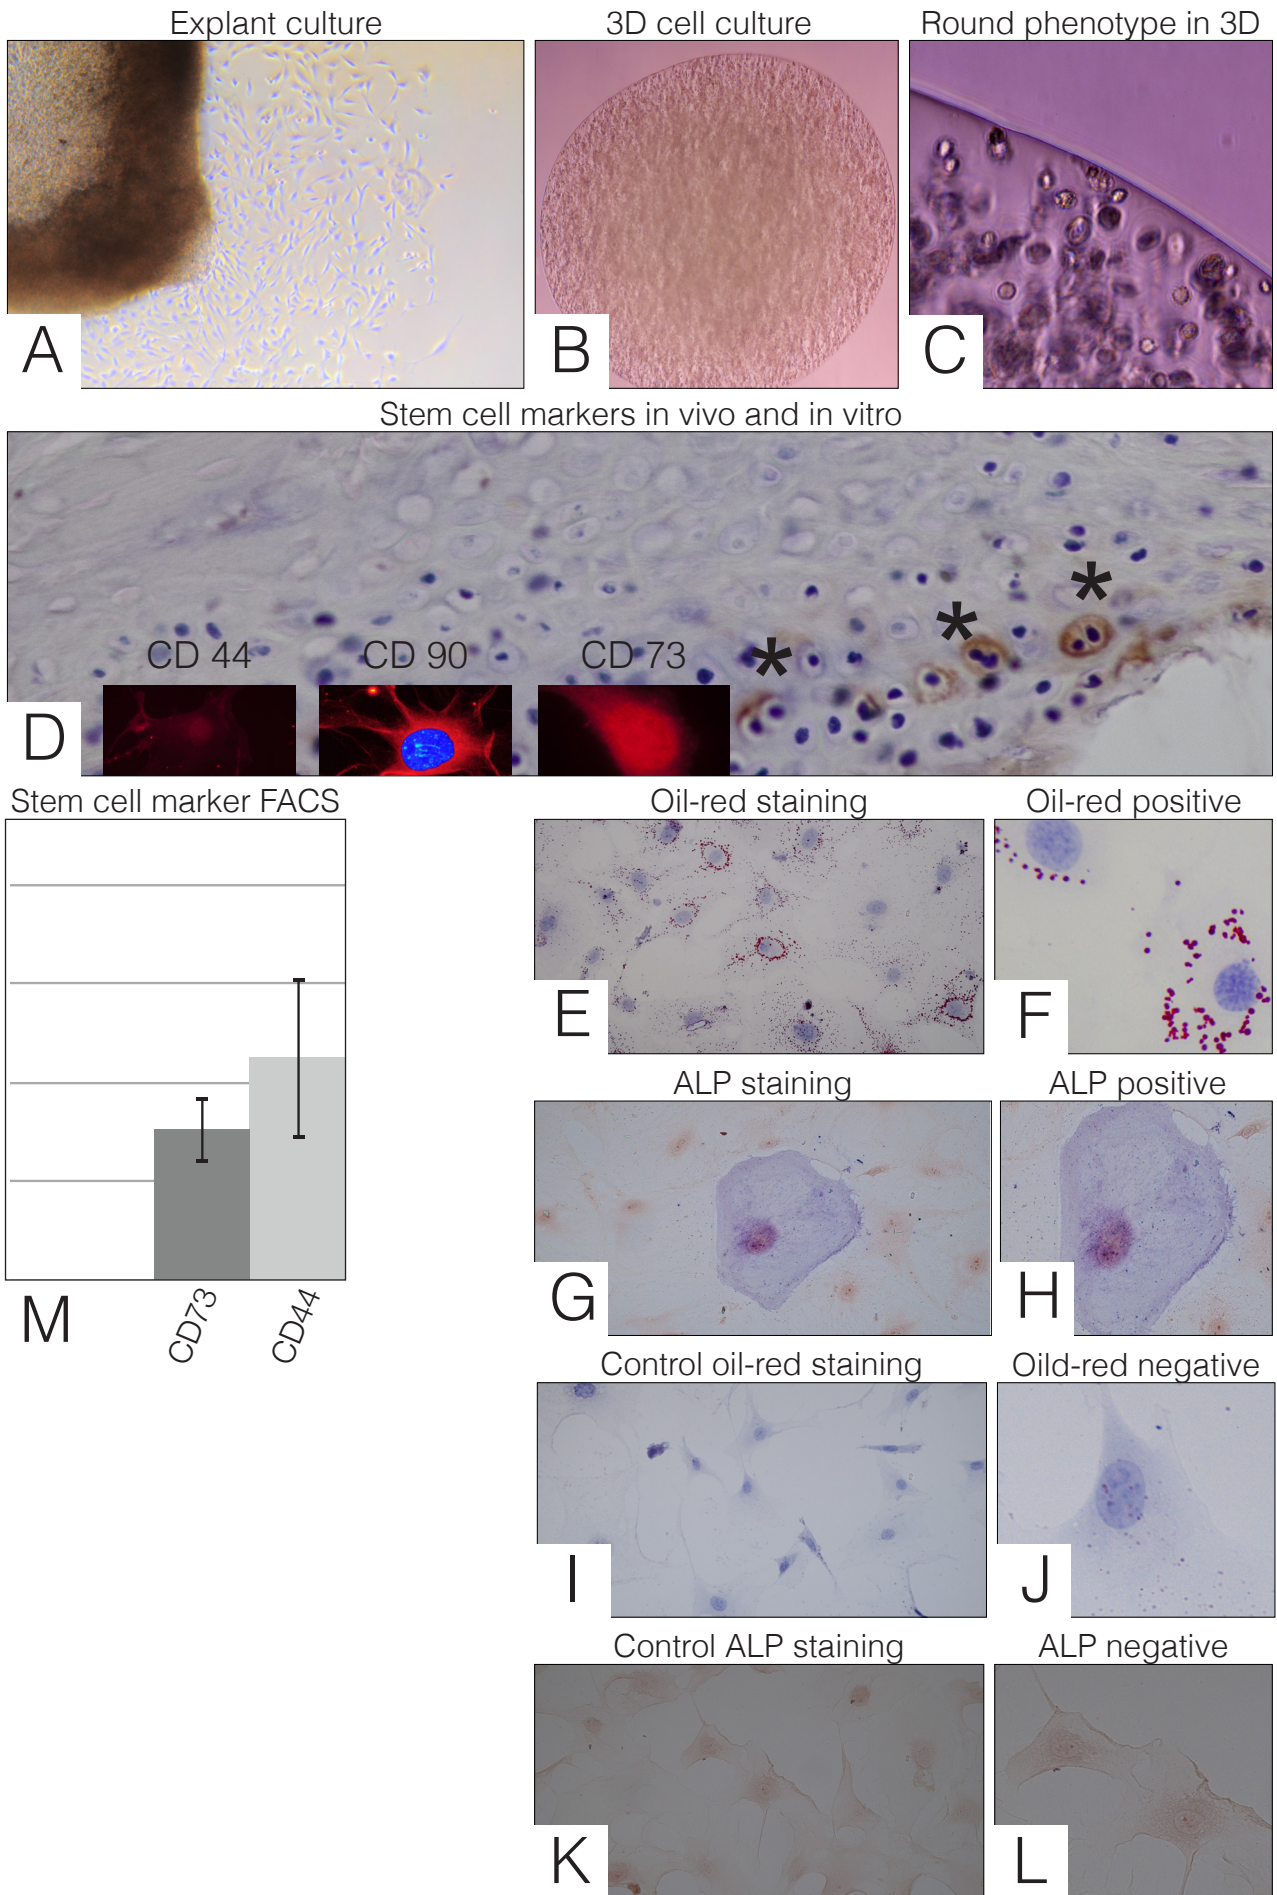 Explant culture
3D cell culture
Round phenotype in 3D
A
B
C
Stem cell markers in vivo and in vitro
*
*
*
CD 44
CD 90
CD 73
D
Stem cell marker FACS
Oil-red staining
Oil-red positive
E
F
ALP staining
ALP positive
G
H
M
CD73
CD44
Control oil-red staining
Oild-red negative
I
J
Control ALP staining
ALP negative
K
L